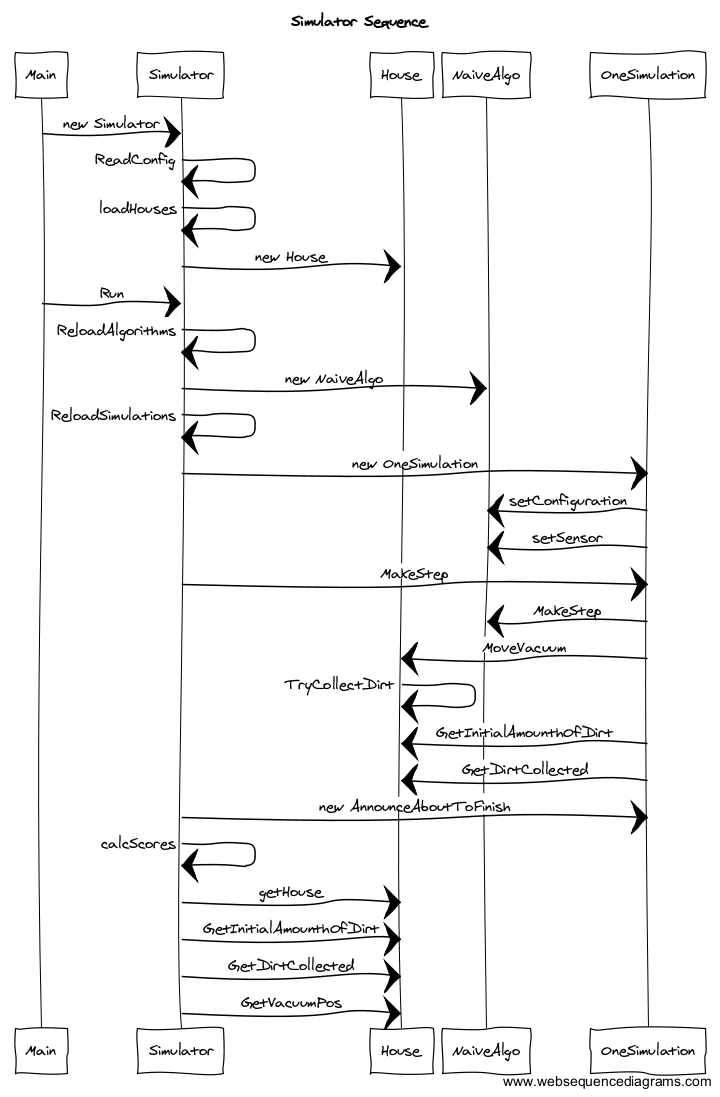 Simulator Sequence
Main Simulator House NaiveAlgo OneSimulation
new Simulator
ReadConfig
loadHouses
new House
Run
ReloadAlgorithms
new NaiveAlgo
ReloadSimulations
new OneSimulation
setConfiguration
setSensor
MakeStep
MakeStep
MoveVacuum
TryCollectDirt
GetInitialAmounthOfDirt
GetDirtCollected
new AnnounceAboutToFinish
calcScores
getHouse
GetInitialAmounthOfDirt
GetDirtCollected
GetVacuumPos
Main Simulator House NaiveAlgo OneSimulation
www.websequencediagrams.com